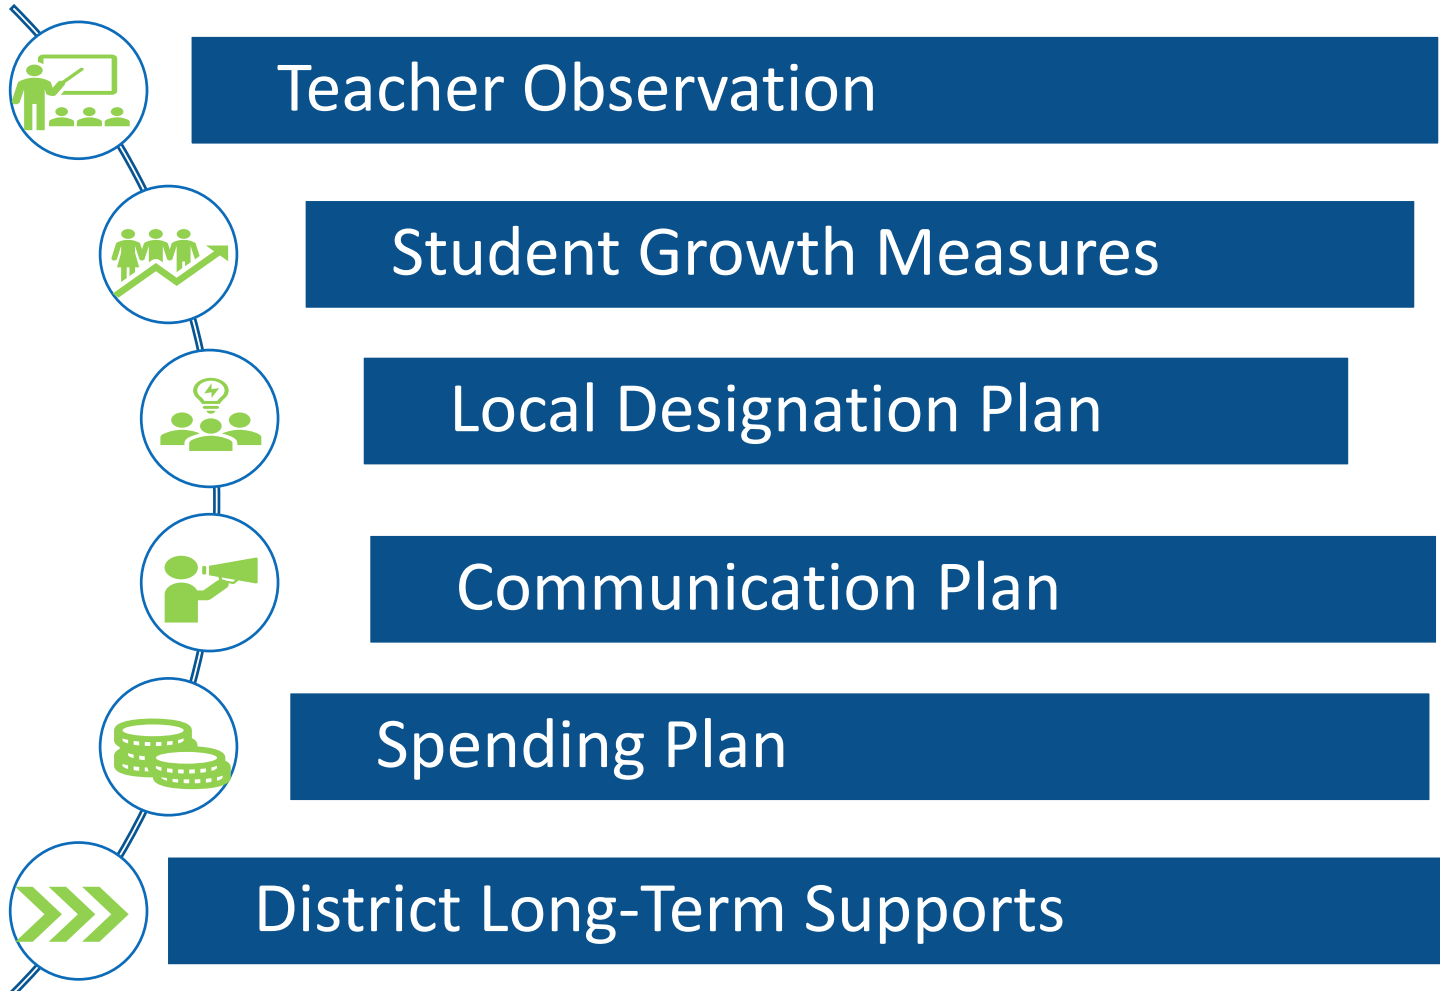 Teacher Observation
Student Growth Measures
Local Designation Plan
Communication Plan
Spending Plan
District Long-Term Supports